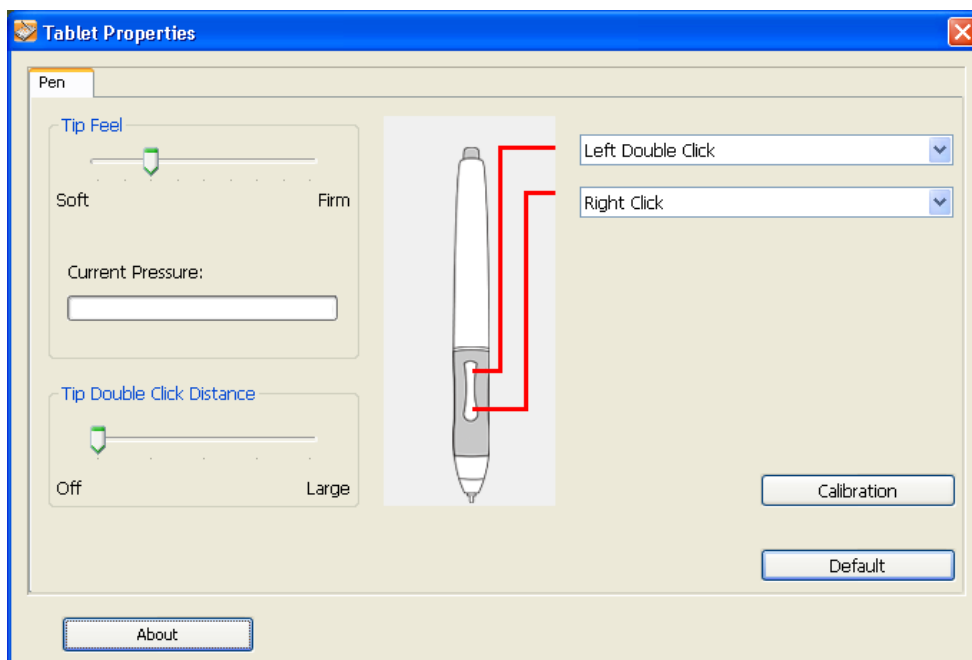 Tablet Properties
Pen
Tip Feel
Soft Firm
Current Pressure:
Tip Double Click Distance
Off Large
Left Double Click
Right Click
Calibration
Default
About